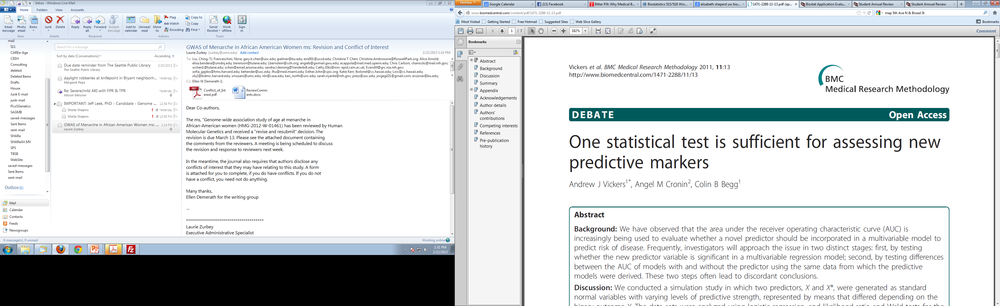 Inbox - Windows Live Mail
Home Folders View Accounts
Email message
Photo email
Items
Junk
Delete
Reply
Reply all
Forward
Instant message
Add to calendar
Unread/ read
Move to
Flag
Watch
Encoding
Copy to
Copy
Find
Send/ Receive
Work offline
Sign in
New Delete Respond Actions Tools
mail
511
CAREe-Age
CEEH
Consulting
deleted
Deleted Items
Drafts
House
Junk E-mail
junk-mail
PLoSGenetics
SAGMB
saved-messages
Sent Items
sent-mail
SHARe
SHAReAV.MV
SPS
TBSB
WebSite
saved-messages
Sent Items
sent-mail
Outbox (1)
Mail
Calendar
Contacts
Feeds
Newsgroups
6 message(s), 0 unread
Search for a message
Sort by date (Conversations) Ascending
Due date reminder from The Seattle Public Library 2/20/2013
The Seattle Public Library
daylight robberies at knifepoint in Bryant neighborh... Yesterday
Margaret Pepe
Re: Severe/mild AKI with FPR & TPR Yesterday
Allison Meisner
IMPORTANT: Jeff Leek, PhD - Candidate - Genome ... 12:36 PM
Sheila Shapiro ! Yesterday
Sheila Shapiro ! 12:36 PM
GWAS of Menarche in African American Women ms: ... 1:14 PM
Laurie Zurbey
GWAS of Menarche in African American Women ms: Revision and Conflict of Interest
Laurie Zurbey (zurbey@umn.edu) Add contact 2/22/2013 1:14 PM
To: Liu, Ching-Ti; Franceschini, Nora; gary.k.chen@usc.edu; jpalmer@bu.edu; ens001@ucsd.edu; Christina T Chen; Christine.Ambrosone@RoswellPark.org; Alice Arnold;
elisa.bandera@umdnj.edu; berenson@tulane.edu; Lbernstein@coh.org; angieb@gwmail.gwu.edu; acappola@mail.med.upenn.edu; Chris Carlson; chanocks@mail.nih.gov;
wchen1@tulane.edu; zchen@email.arizona.edu; sandra.l.deming@Vanderbilt.edu; Cathy.Elks@mrc-epid.cam.ac.uk; EvansM@grc.nia.nih.gov;
zofia_gajdos@hms.harvard.edu; behender@usc.edu; Jhu@med.miami.edu; Esther.John@cpic.org; Katie Kerr; lkolonel@cc.hawaii.edu; Loic@cc.hawaii.edu;
xlu2@bidmc.harvard.edu; smusani@umc.edu; nln@case.edu; kari_north@unc.edu; sarah.nyante@nih.gov; press@usc.edu; jorgegil21@gmail.com; eruiznar@bu.edu;
Cc: Ellen W Demerath-1;
Conflict_of_Int
erest.pdf
ReviewComm
ents.docx
Dear Co-authors,
The ms, "Genome-wide association study of age at menarche in
African-American women (HMG-2012-W-01461) has been reviewed by Human
Molecular Genetics and received a "revise and resubmit" decision. The
revision is due March 13. Please see the attached document containing
the comments from the reviewers. A meeting is being scheduled to discuss
the revision and response to reviewers next week.
In the meantime, the journal also requires that authors disclose any
conflicts of interest that they may have relating to this study. A form
is attached for you to complete, if you do have conflicts. If you do not
have a conflict, you need not do anything.
Many thanks,
Ellen Demerath for the writing group
--
***************************************
Laurie Zurbey
Executive Administrative Specialist
Working online
1:31 PM
2/22/2013
Firefox
Google Calendar
(13) Facebook
Bitter Pill: Why Medical B...
Biostatistics 515/518 Win...
elizabeth sheperd uw bio...
1471-2288-11-13.pdf (ap...
Biostat Application Evalu...
Student Annual Review
Student Annual Review
www.biomedcentral.com/content/pdf/1471-2288-11-13.pdf
map 5th Ave N & Broad St
Most Visited Getting Started Free Hotmail Suggested Sites Web Slice Gallery Bookmarks
1 / 7 182% Comment
Bookmarks
Abstract
Background
Discussion
Summary
Appendix
Acknowledgements
Author details
Authors'
contributions
Competing interests
References
Pre-publication
history
Vickers et al. BMC Medical Research Methodology 2011, 11:13
http://www.biomedcentral.com/1471-2288/11/13
BMC
Medical Research Methodology
DEBATE Open Access
One statistical test is sufficient for assessing new
predictive markers
Andrew J Vickers1*, Angel M Cronin2, Colin B Begg1
Abstract
Background: We have observed that the area under the receiver operating characteristic curve (AUC) is
increasingly being used to evaluate whether a novel predictor should be incorporated in a multivariable model to
predict risk of disease. Frequently, investigators will approach the issue in two distinct stages: first, by testing
whether the new predictor variable is significant in a multivariable regression model; second, by testing differences
between the AUC of models with and without the predictor using the same data from which the predictive
models were derived. These two steps often lead to discordant conclusions.
Discussion: We conducted a simulation study in which two predictors, X and X*, were generated as standard
normal variables with varying levels of predictive strength, represented by means that differed depending on the
binary outcome Y. The data sets were analyzed using logistic regression, and likelihood ratio and Wald tests for the